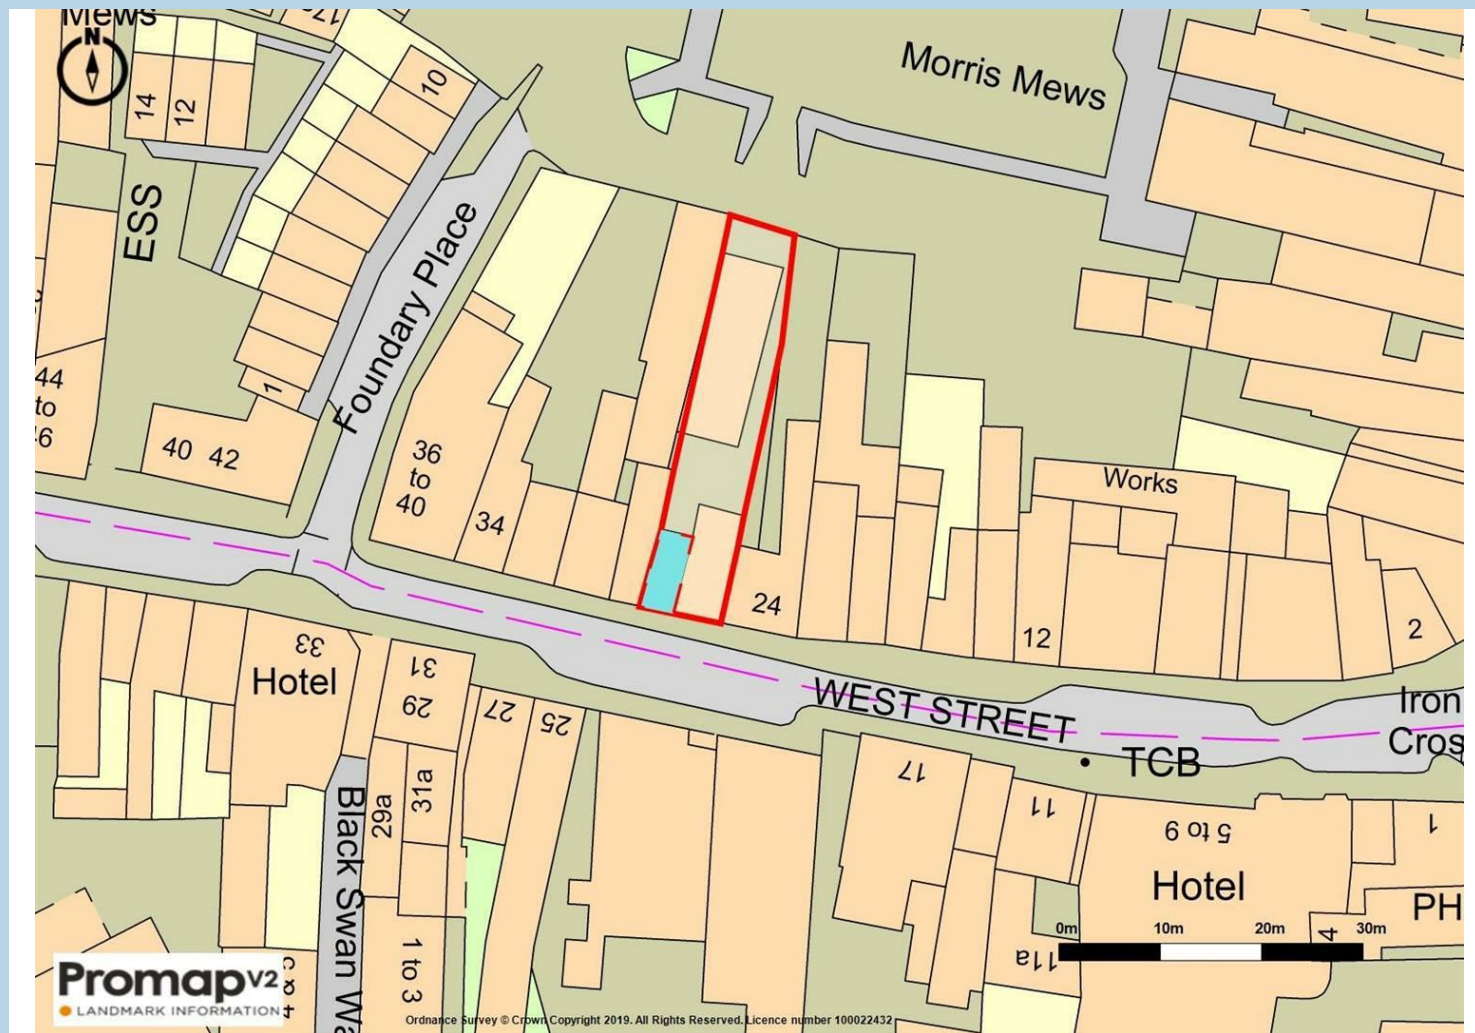 Mews
N
14
12
10
Morris Mews
ESS
Foundary Place
44
to
1
40 42
36
to
40
34
24
Works
12
2
33
Hotel
31
29
27
25
WEST STREET
TCB
Iron
Cros
17
11
5 to 9
Hotel
1
PH
29a
31a
Black Swan Wa
1 to 3
11a
4
0m
10m
20m
30m
Promap V2
LANDMARK INFORMATION
Ordnance Survey © Crown Copyright 2019. All Rights Reserved. Licence number 100022432